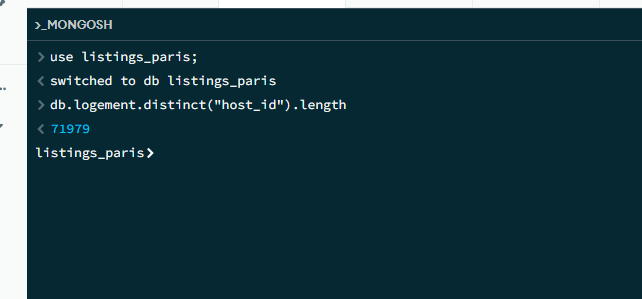 >_MONGOSH
> use listings_paris;
< switched to db listings_paris
> db.logement.distinct("host_id").length
< 71979
listings_paris>